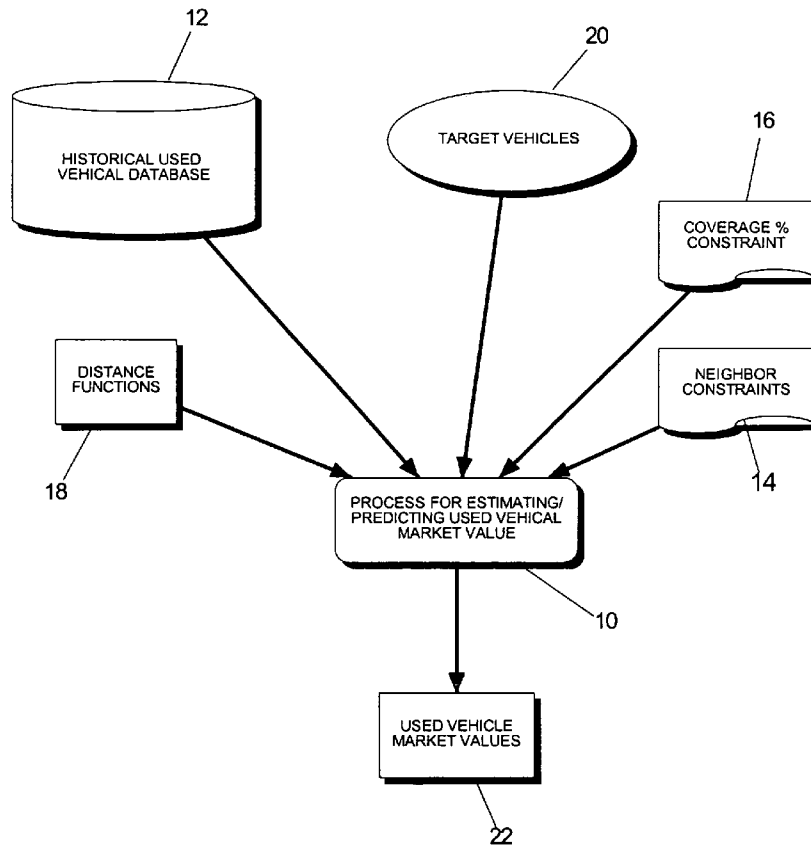 12
20
HISTORICAL USED
VEHICAL DATABASE
TARGET VEHICLES
16
COVERAGE %
CONSTRAINT
DISTANCE
FUNCTIONS
NEIGHBOR
CONSTRAINTS
18
14
PROCESS FOR ESTIMATING/
PREDICTING USED VEHICAL
MARKET VALUE
10
USED VEHICLE
MARKET VALUES
22